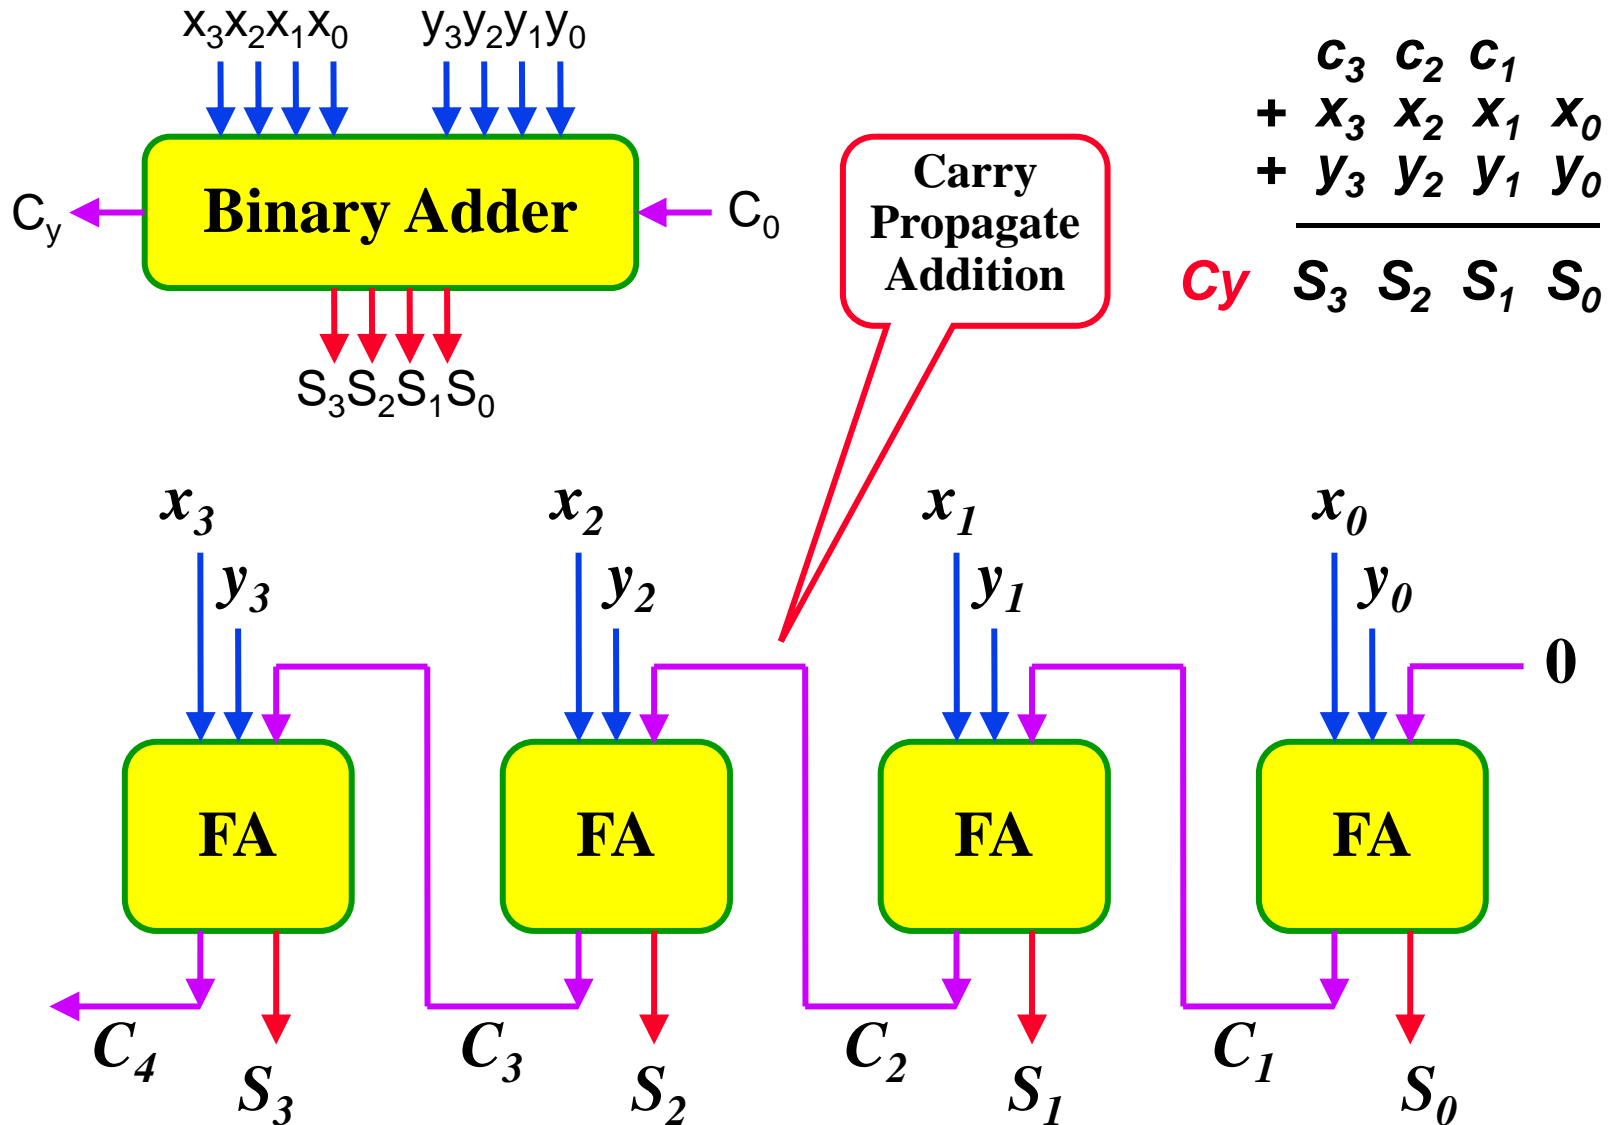 x₃x₂x₁x₀ y₃y₂y₁y₀
Cy Binary Adder C₀
S₃S₂S₁S₀
Carry
Propagate
Addition
c₃ c₂ c₁
+ x₃ x₂ x₁ x₀
+ y₃ y₂ y₁ y₀
Cy S₃ S₂ S₁ S₀
x₃ x₂ x₁ x₀
y₃ y₂ y₁ y₀
0
FA FA FA FA
C₄ C₃ C₂ C₁
S₃ S₂ S₁ S₀